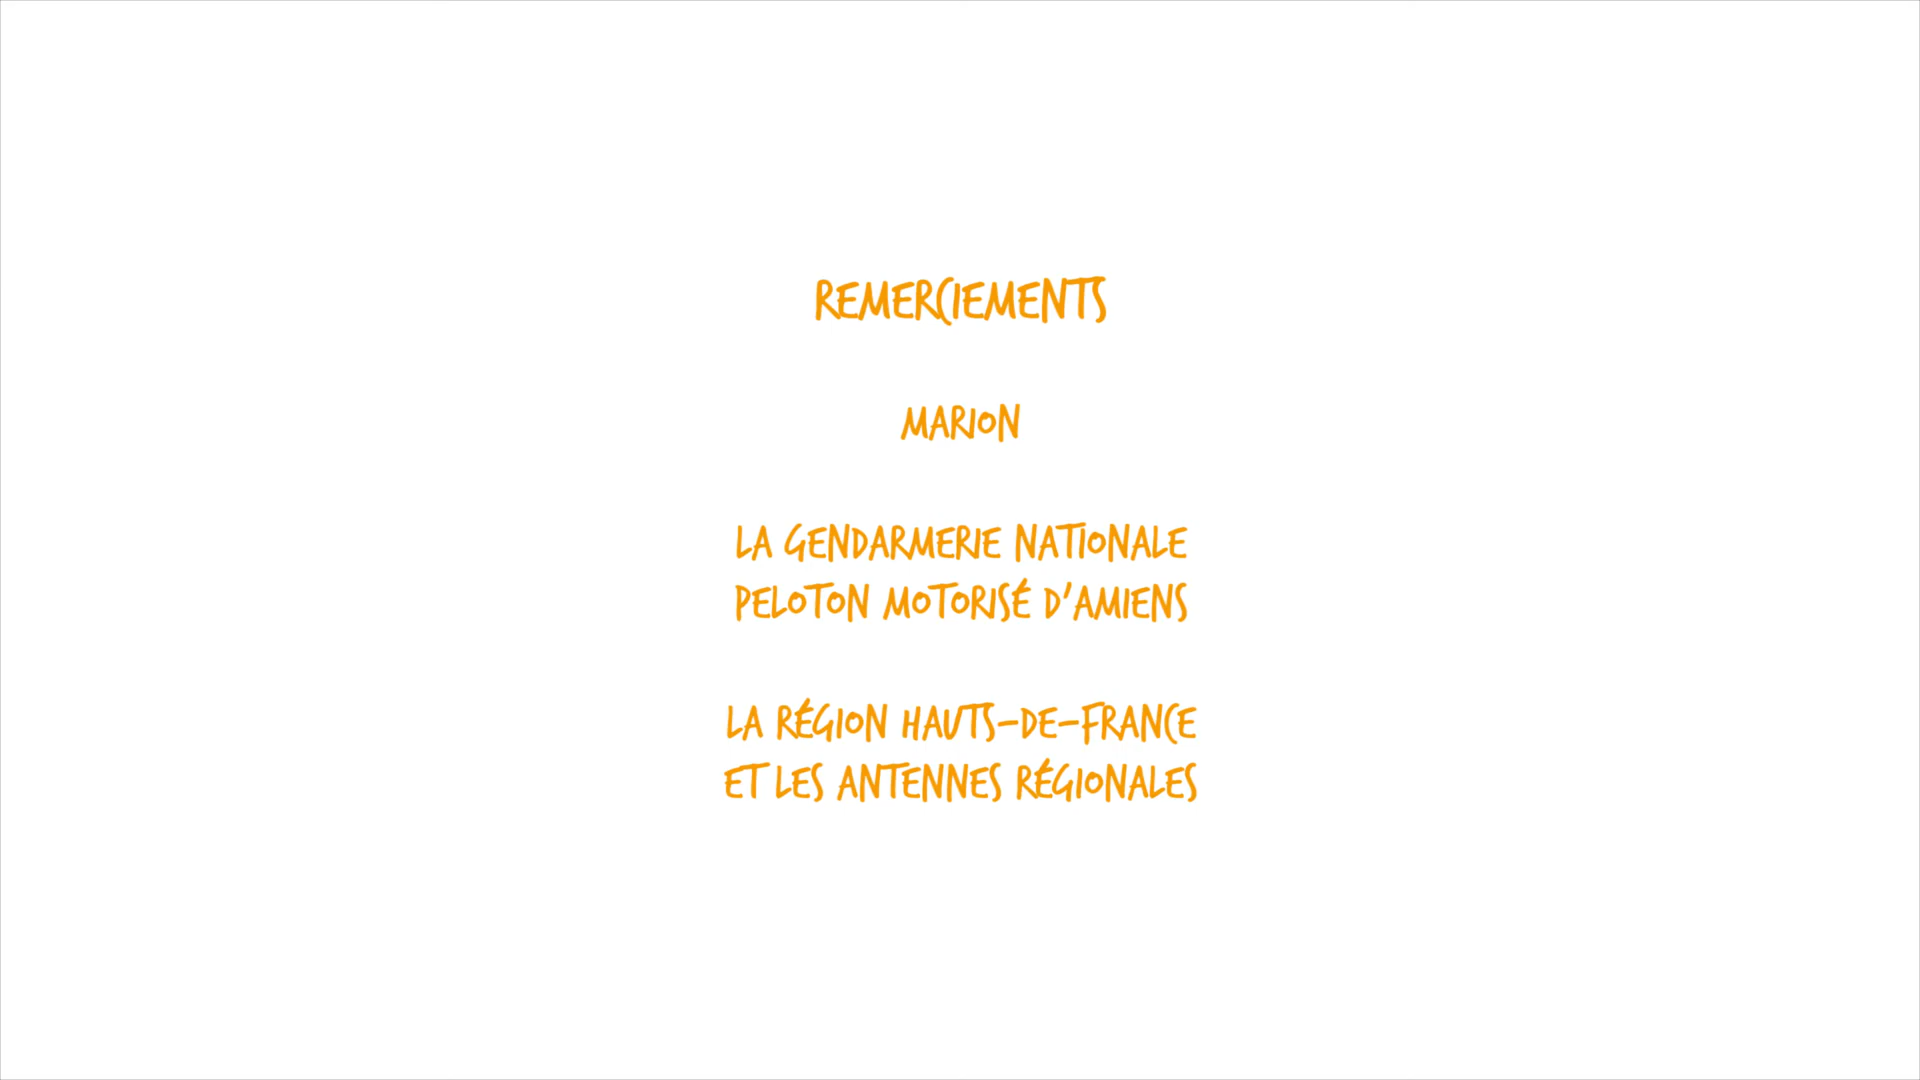 REMERCIEMENTS
MARION
LA GENDARMERIE NATIONALE
PELOTON MOTORISÉ D'AMIENS
LA RÉGION HAUTS-DE-FRANCE
ET LES ANTENNES RÉGIONALES